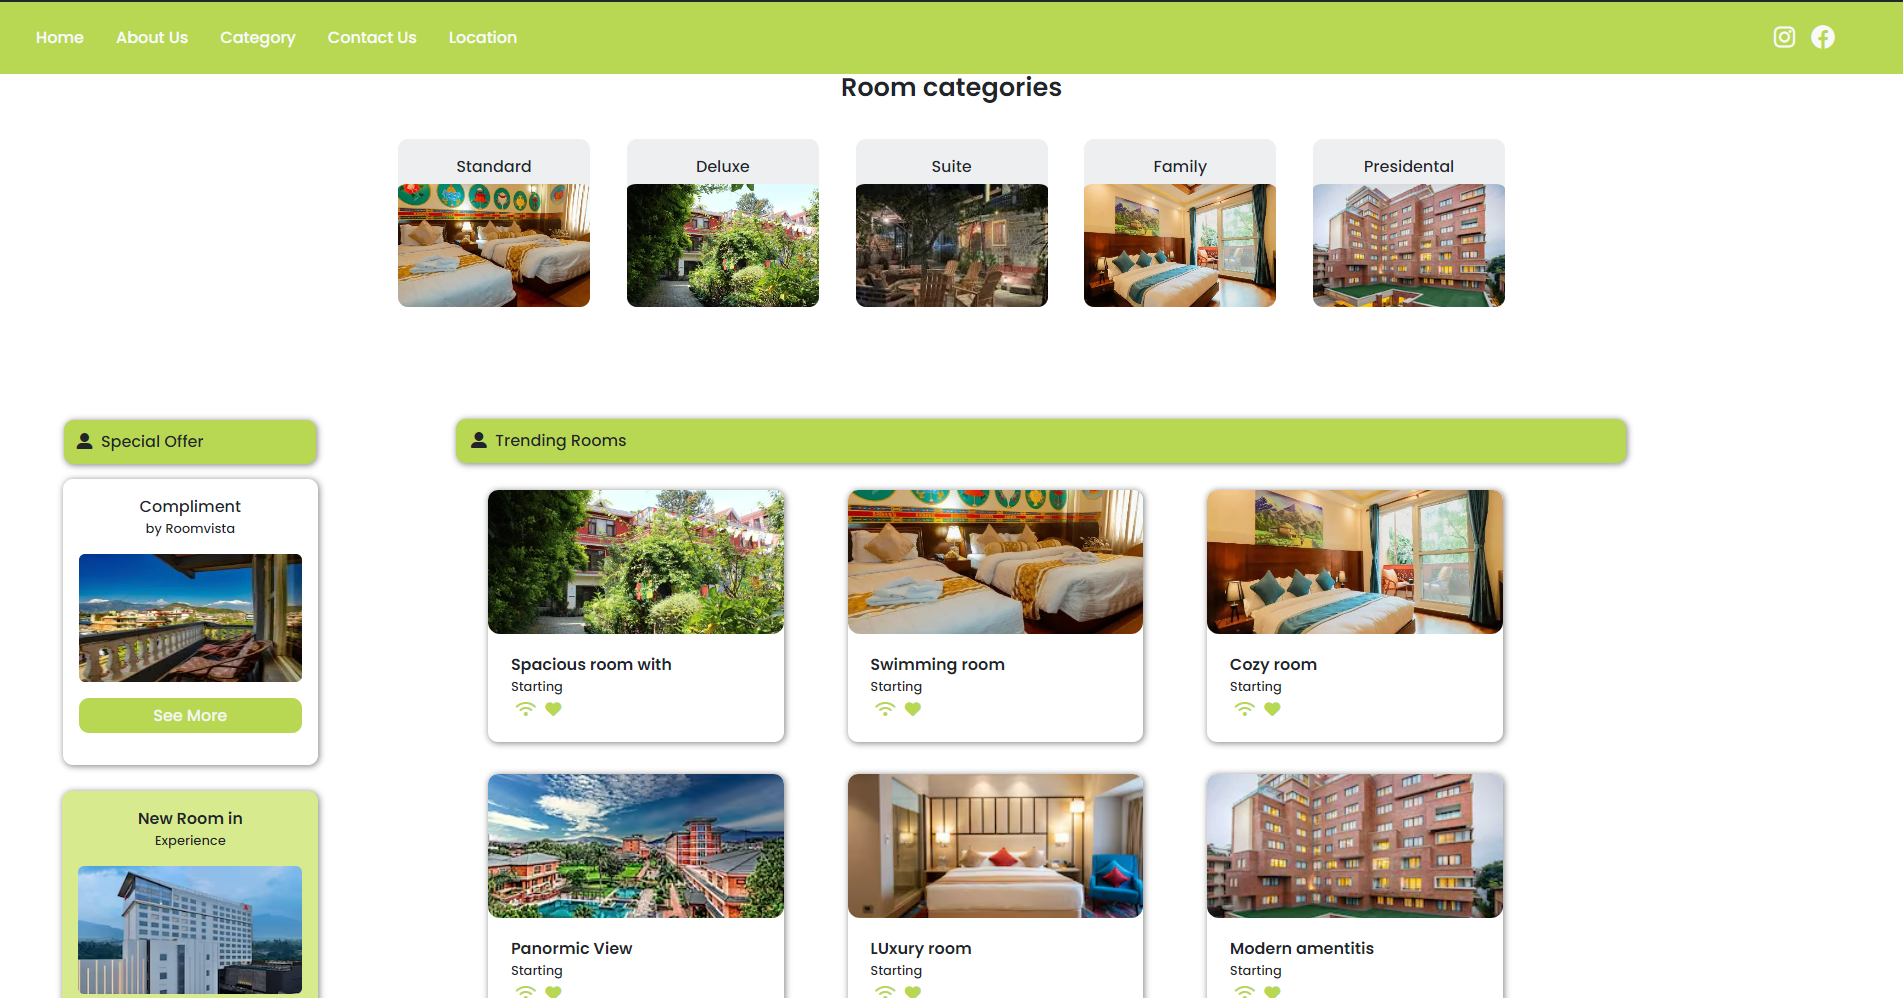 Home About Us Category Contact Us Location
Room categories
Standard Deluxe Suite Family Presidental
Special Offer
Compliment
by Roomvista
See More
New Room in
Experience
Trending Rooms
Spacious room with
Starting
Swimming room
Starting
Cozy room
Starting
Panormic View
Starting
LUxury room
Starting
Modern amentitis
Starting